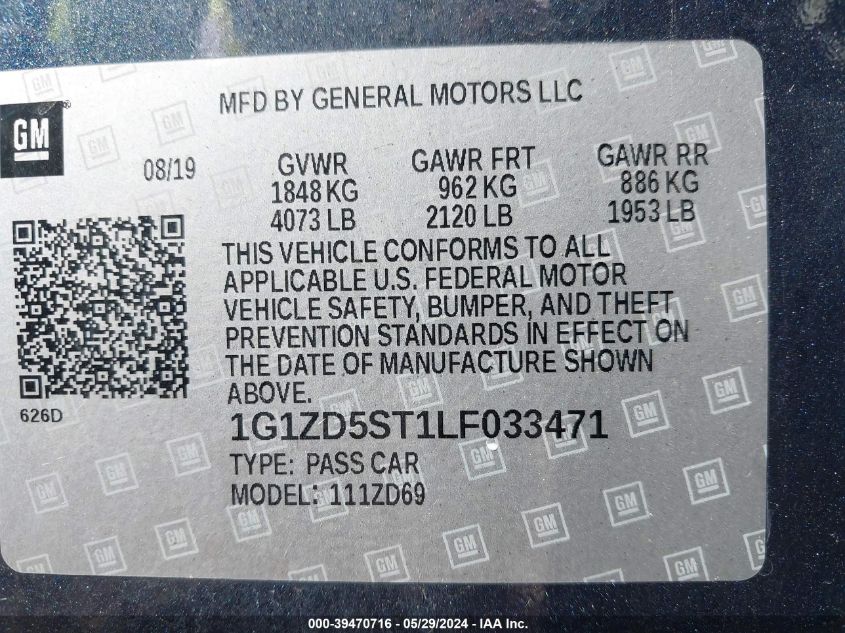 MFD BY GENERAL MOTORS LLC
GM®
08/19
GVWR
1848 KG
4073 LB
GAWR FRT
962 KG
2120 LB
GAWR RR
886 KG
1953 LB
THIS VEHICLE CONFORMS TO ALL
APPLICABLE U.S. FEDERAL MOTOR
VEHICLE SAFETY, BUMPER, AND THEFT
PREVENTION STANDARDS IN EFFECT ON
THE DATE OF MANUFACTURE SHOWN
ABOVE.
626D
1G1ZD5ST1LF033471
TYPE: PASS CAR
MODEL: 111ZD69
000-39470716 - 05/29/2024 - IAA Inc.